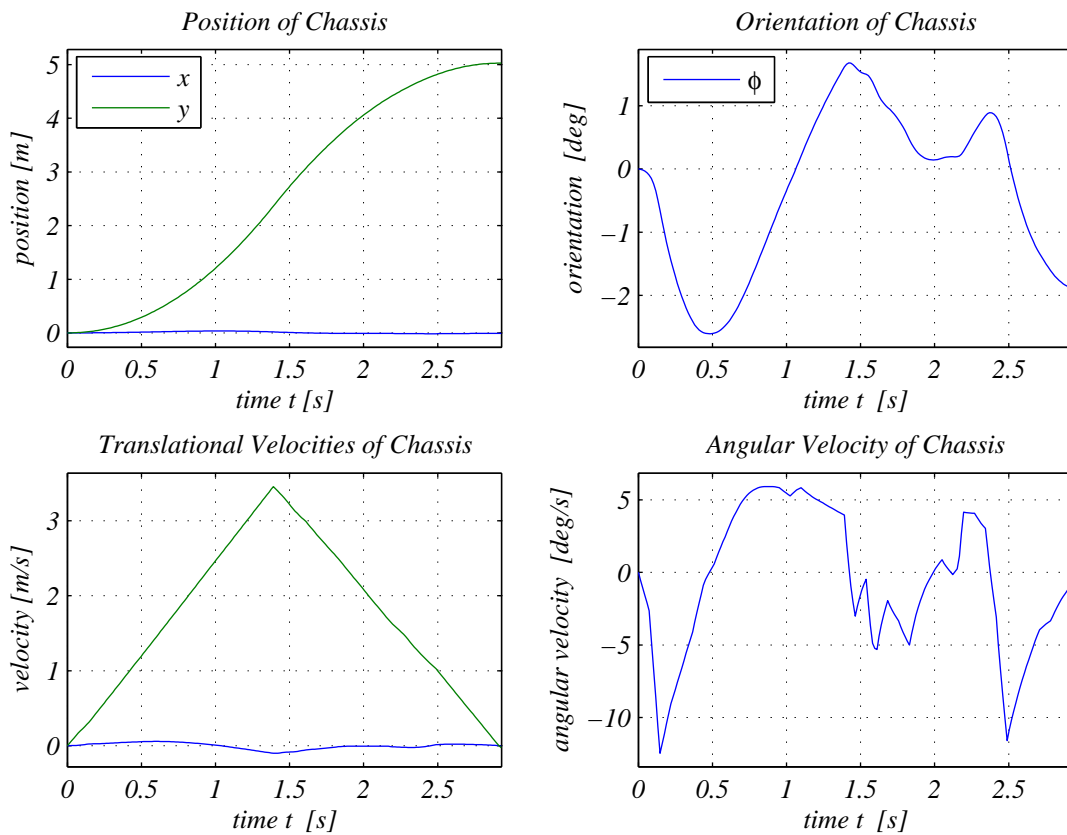 Position of Chassis
x
y
position [m]
5
4
3
2
1
0
0 0.5 1 1.5 2 2.5
time t [s]
Orientation of Chassis
ϕ
orientation [deg]
1
0
−1
−2
0 0.5 1 1.5 2 2.5
time t [s]
Translational Velocities of Chassis
velocity [m/s]
3
2
1
0
0 0.5 1 1.5 2 2.5
time t [s]
Angular Velocity of Chassis
angular velocity [deg/s]
5
0
−5
−10
0 0.5 1 1.5 2 2.5
time t [s]